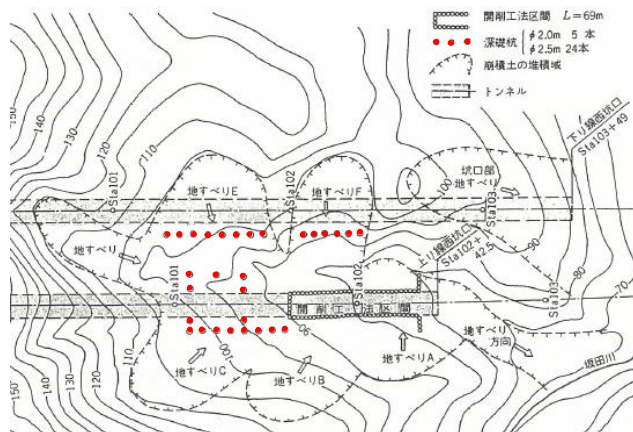 開削工法区間 L=69m
深礎杭 φ2.0m 5本
φ2.5m 24本
崩積土の堆積域
トンネル
下り線西坑口
Sta103+49
坑口部
地すべり
地すべりE
地すべりF
Sta101
Sta102
Sta103
150
140
130
120
110
100
90
80
70
地すべり
上り線西坑口
Sta102+
42.5
Sta101
Sta102
Sta103
開削工法区間
90
地すべり
方向
坂田川
地すべりA
地すべりB
地すべりC
100
110
120
130
150